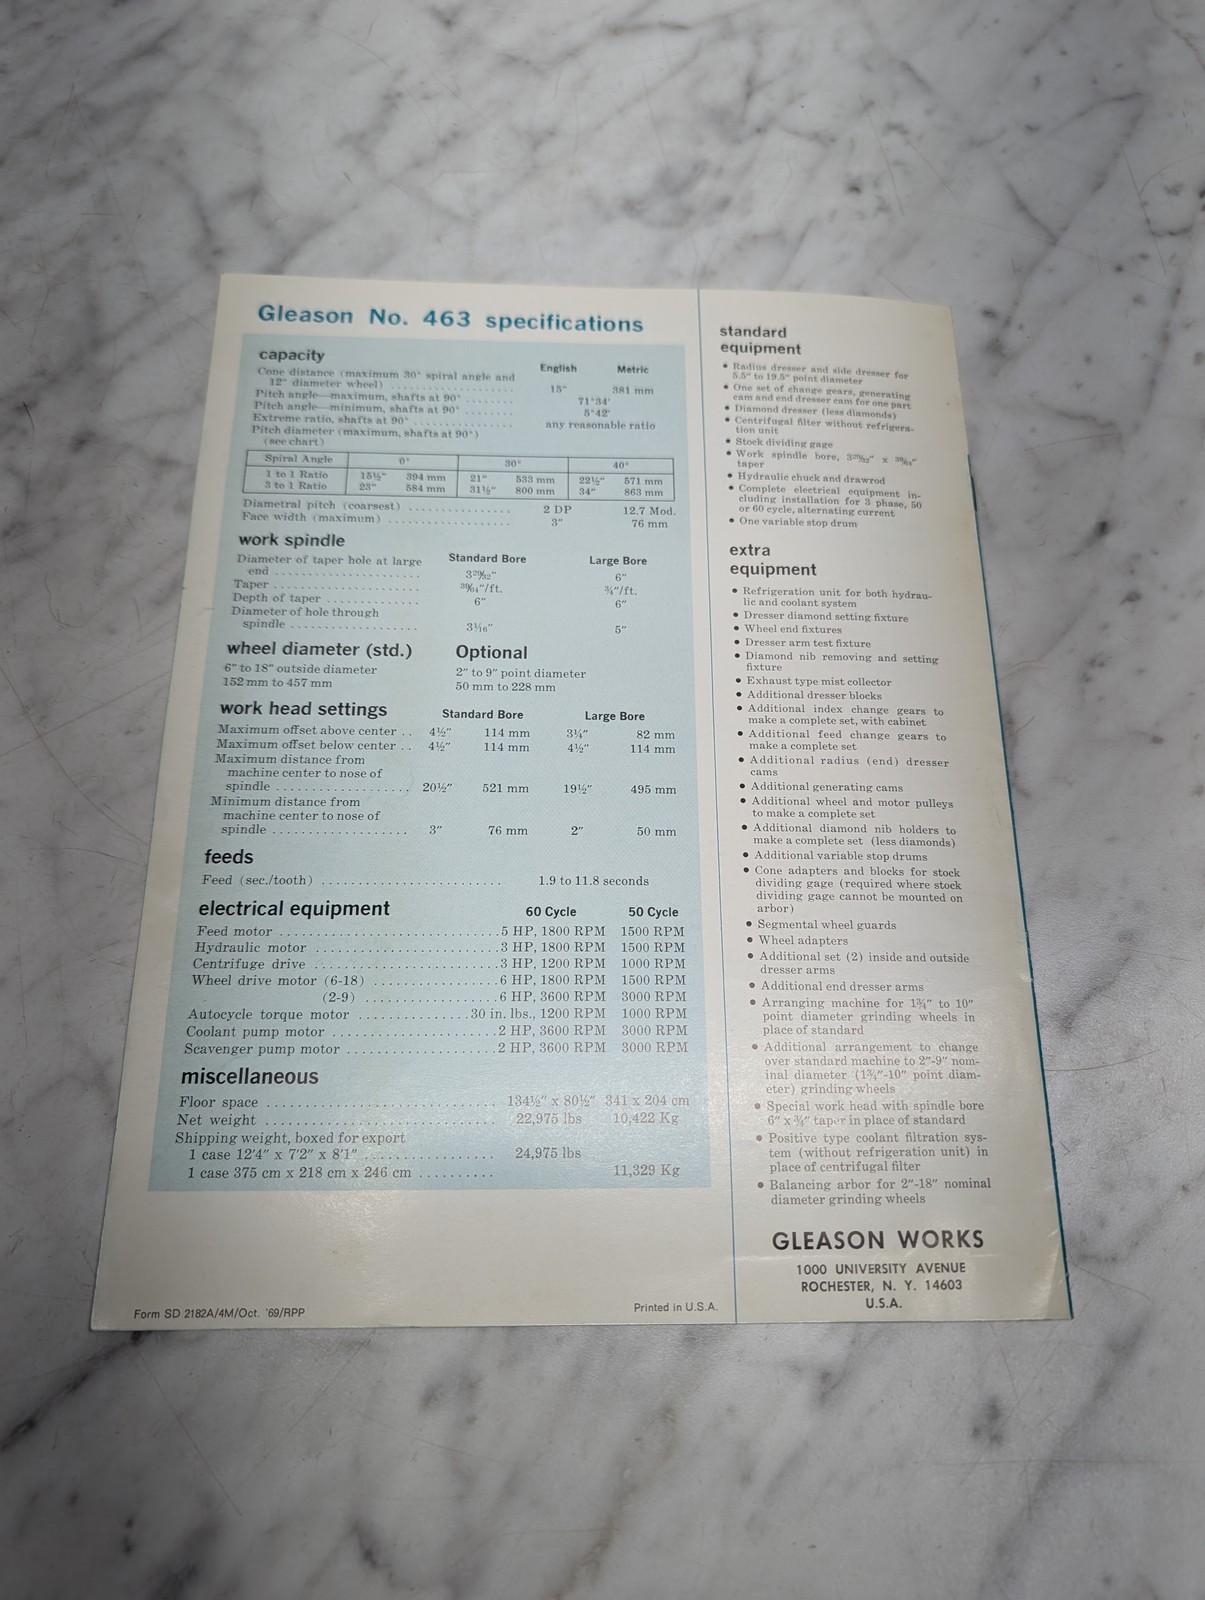 Gleason No. 463 specifications
capacity
English Metric
Cone distance (maximum 30° spiral angle and
12" diameter wheel) .................... 15" 381 mm
Pitch angle—maximum, shafts at 90° ........ 71°34'
Pitch angle—minimum, shafts at 90° ........ 5°42'
Extreme ratio, shafts at 90° ................ any reasonable ratio
Pitch diameter (maximum, shafts at 90°)
(see chart)
Spiral Angle 0° 30° 40°
1 to 1 Ratio 15½" 394 mm 21" 533 mm 22½" 571 mm
3 to 1 Ratio 23" 584 mm 31½" 800 mm 34" 863 mm
Diametral pitch (coarsest) ................ 2 DP 12.7 Mod.
Face width (maximum) .................... 3" 76 mm
work spindle
Standard Bore Large Bore
Diameter of taper hole at large
end ...................... 3 29/32" 6"
Taper ...................... 39/64"/ft. ¾"/ft.
Depth of taper .............. 6" 6"
Diameter of hole through
spindle .................... 3 1/16" 5"
wheel diameter (std.)
6" to 18" outside diameter
152 mm to 457 mm
Optional
2" to 9" point diameter
50 mm to 228 mm
work head settings
Standard Bore Large Bore
Maximum offset above center .. 4½" 114 mm 3¼" 82 mm
Maximum offset below center .. 4½" 114 mm 4½" 114 mm
Maximum distance from
machine center to nose of
spindle .................... 20½" 521 mm 19½" 495 mm
Minimum distance from
machine center to nose of
spindle .................... 3" 76 mm 2" 50 mm
feeds
Feed (sec./tooth) ........................... 1.9 to 11.8 seconds
electrical equipment
60 Cycle 50 Cycle
Feed motor ................................. 5 HP, 1800 RPM 1500 RPM
Hydraulic motor ........................... 3 HP, 1800 RPM 1500 RPM
Centrifuge drive ........................... 3 HP, 1200 RPM 1000 RPM
Wheel drive motor (6-18) .................. 6 HP, 1800 RPM 1500 RPM
(2-9) ................... 6 HP, 3600 RPM 3000 RPM
Autocycle torque motor .............. 30 in. lbs., 1200 RPM 1000 RPM
Coolant pump motor ........................ 2 HP, 3600 RPM 3000 RPM
Scavenger pump motor ..................... 2 HP, 3600 RPM 3000 RPM
miscellaneous
Floor space ............................... 134½" x 80½" 341 x 204 cm
Net weight ................................. 22,975 lbs 10,422 Kg
Shipping weight, boxed for export
1 case 12'4" x 7'2" x 8'1" ................ 24,975 lbs
1 case 375 cm x 218 cm x 246 cm .......... 11,329 Kg
Form SD 2182A/4M/Oct. '69/RPP
Printed in U.S.A.
standard
equipment
• Radius dresser and side dresser for
5.5" to 19.5" point diameter
• One set of change gears, generating
cam and end dresser cam for one part
• Diamond dresser (less diamonds)
• Centrifugal filter without refrigera-
tion unit
• Stock dividing gage
• Work spindle bore, 3 29/32" x 39/64"
taper
• Hydraulic chuck and drawrod
• Complete electrical equipment in-
cluding installation for 3 phase, 50
or 60 cycle, alternating current
• One variable stop drum
extra
equipment
• Refrigeration unit for both hydrau-
lic and coolant system
• Dresser diamond setting fixture
• Wheel end fixtures
• Dresser arm test fixture
• Diamond nib removing and setting
fixture
• Exhaust type mist collector
• Additional dresser blocks
• Additional index change gears to
make a complete set, with cabinet
• Additional feed change gears to
make a complete set
• Additional radius (end) dresser
cams
• Additional generating cams
• Additional wheel and motor pulleys
to make a complete set
• Additional diamond nib holders to
make a complete set (less diamonds)
• Additional variable stop drums
• Cone adapters and blocks for stock
dividing gage (required where stock
dividing gage cannot be mounted on
arbor)
• Segmental wheel guards
• Wheel adapters
• Additional set (2) inside and outside
dresser arms
• Additional end dresser arms
• Arranging machine for 1¾" to 10"
point diameter grinding wheels in
place of standard
• Additional arrangement to change
over standard machine to 2"-9" nom-
inal diameter (1¾"-10" point diam-
eter) grinding wheels
• Special work head with spindle bore
6" x ¾" taper in place of standard
• Positive type coolant filtration sys-
tem (without refrigeration unit) in
place of centrifugal filter
• Balancing arbor for 2"-18" nominal
diameter grinding wheels
GLEASON WORKS
1000 UNIVERSITY AVENUE
ROCHESTER, N. Y. 14603
U.S.A.